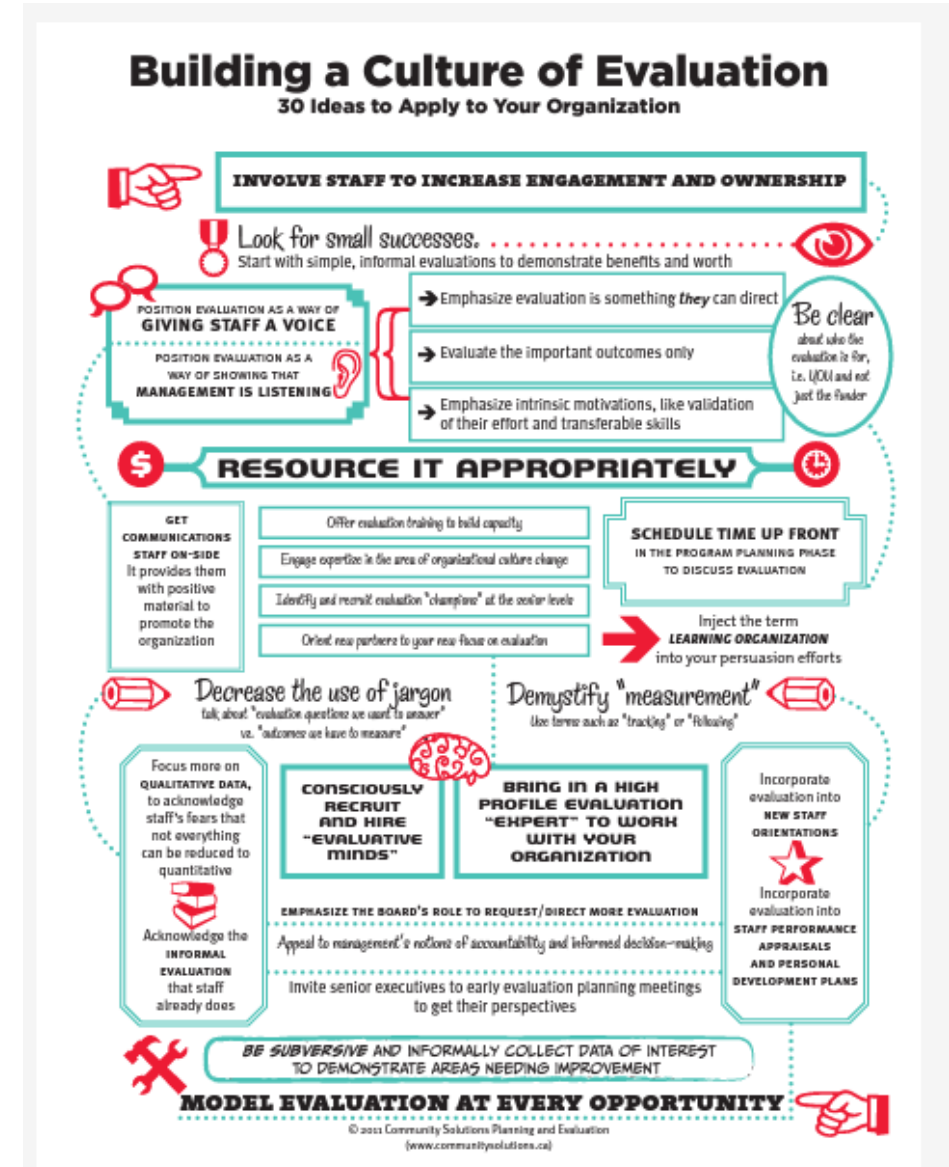 Building a Culture of Evaluation
30 Ideas to Apply to Your Organization
INVOLVE STAFF TO INCREASE ENGAGEMENT AND OWNERSHIP
Look for small successes.
Start with simple, informal evaluations to demonstrate benefits and worth
POSITION EVALUATION AS A WAY OF
GIVING STAFF A VOICE
POSITION EVALUATION AS A
WAY OF SHOWING THAT
MANAGEMENT IS LISTENING
Emphasize evaluation is something they can direct
Evaluate the important outcomes only
Emphasize intrinsic motivations, like validation
of their effort and transferable skills
Be clear
about who the
evaluation is for,
i.e. YOU and not
just the funder
$
RESOURCE IT APPROPRIATELY
GET
COMMUNICATIONS
STAFF ON-SIDE
It provides them
with positive
material to
promote the
organization
Offer evaluation training to build capacity
Engage expertise in the area of organizational culture change
Identify and recruit evaluation "champions" at the senior levels
Orient new partners to your new focus on evaluation
SCHEDULE TIME UP FRONT
IN THE PROGRAM PLANNING PHASE
TO DISCUSS EVALUATION
Inject the term
LEARNING ORGANIZATION
into your persuasion efforts
Decrease the use of jargon
talk about "evaluation questions we want to answer"
vs. "outcomes we have to measure"
Demystify "measurement"
Use terms such as "tracking" or "following"
Focus more on
QUALITATIVE DATA,
to acknowledge
staff's fears that
not everything
can be reduced to
quantitative
Acknowledge the
INFORMAL
EVALUATION
that staff
already does
CONSCIOUSLY
RECRUIT
AND HIRE
"EVALUATIVE
MINDS"
BRING IN A HIGH
PROFILE EVALUATION
"EXPERT" TO WORK
WITH YOUR
ORGANIZATION
Incorporate
evaluation into
NEW STAFF
ORIENTATIONS
Incorporate
evaluation into
STAFF PERFORMANCE
APPRAISALS
AND PERSONAL
DEVELOPMENT PLANS
EMPHASIZE THE BOARD'S ROLE TO REQUEST/DIRECT MORE EVALUATION
Appeal to management's notions of accountability and informed decision-making
Invite senior executives to early evaluation planning meetings
to get their perspectives
BE SUBVERSIVE AND INFORMALLY COLLECT DATA OF INTEREST
TO DEMONSTRATE AREAS NEEDING IMPROVEMENT
MODEL EVALUATION AT EVERY OPPORTUNITY
© 2011 Community Solutions Planning and Evaluation
(www.communitysolutions.ca)